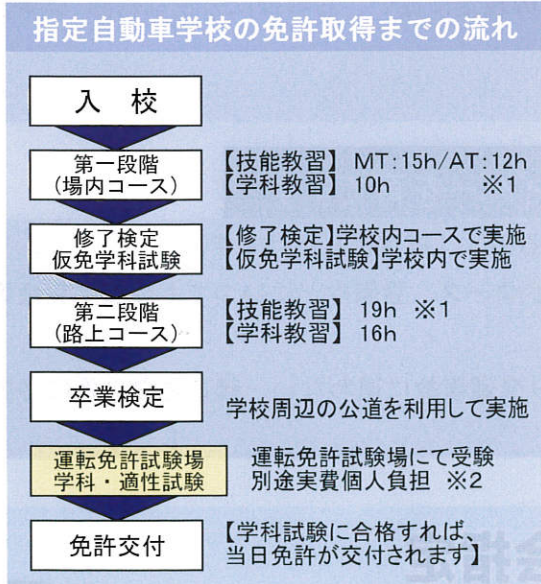 指定自動車学校の免許取得までの流れ
入 校
第一段階
(場内コース)
【技能教習】 MT:15h/AT:12h
【学科教習】 10h ※1
修了検定
仮免学科試験
【修了検定】学校内コースで実施
【仮免学科試験】学校内で実施
第二段階
(路上コース)
【技能教習】 19h ※1
【学科教習】 16h
卒業検定
学校周辺の公道を利用して実施
運転免許試験場
学科・適性試験
運転免許試験場にて受験
別途実費個人負担 ※2
免許交付
【学科試験に合格すれば、
当日免許が交付されます】